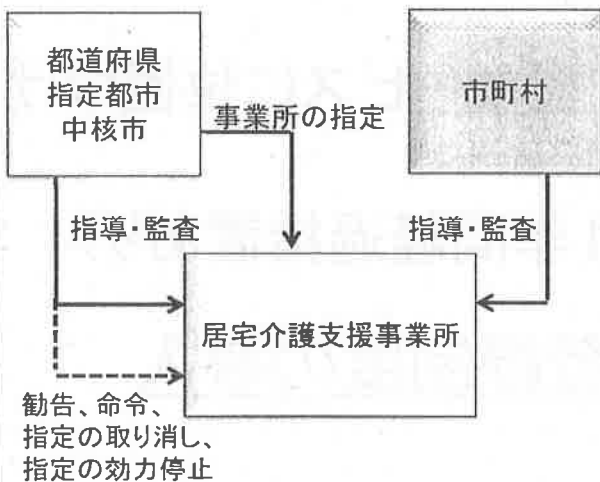 都道府県
指定都市
中核市
市町村
事業所の指定
指導・監査
指導・監査
居宅介護支援事業所
勧告、命令、
指定の取り消し、
指定の効力停止